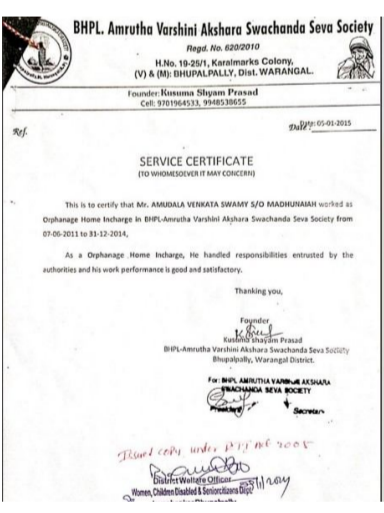 BHPL. Amrutha Varshini Akshara Swachanda Seva Society
Regd. No. 620/2010
H.No. 19-25/1, Karalmarks Colony,
(V) & (M): BHUPALPALLY, Dist. WARANGAL.
Founder: Kusuma Shyam Prasad
Cell: 9701964533, 9948538655
Ref.
Date: 05-01-2015
SERVICE CERTIFICATE
(TO WHOMESOEVER IT MAY CONCERN)
This is to certify that Mr. AMUDALA VENKATA SWAMY S/O MADHUNAIAH worked as
Orphanage Home Incharge in BHPL-Amrutha Varshini Akshara Swachanda Seva Society from
07-06-2011 to 31-12-2014,
As a Orphanage Home Incharge, He handled responsibilities entrusted by the
authorities and his work performance is good and satisfactory.
Thanking you,
Founder
Kusuma shayam Prasad
BHPL-Amrutha Varshini Akshara Swachanda Seva Society
Bhupalpally, Warangal District.
For: BHPL AMRUTHA VARSHINI AKSHARA
SWACHANDA SEVA SOCIETY
President Secretary
Issued copy under RTI Act 2005
District Welfare Officer
Women, Children Disabled & Seniorcitizens Dept